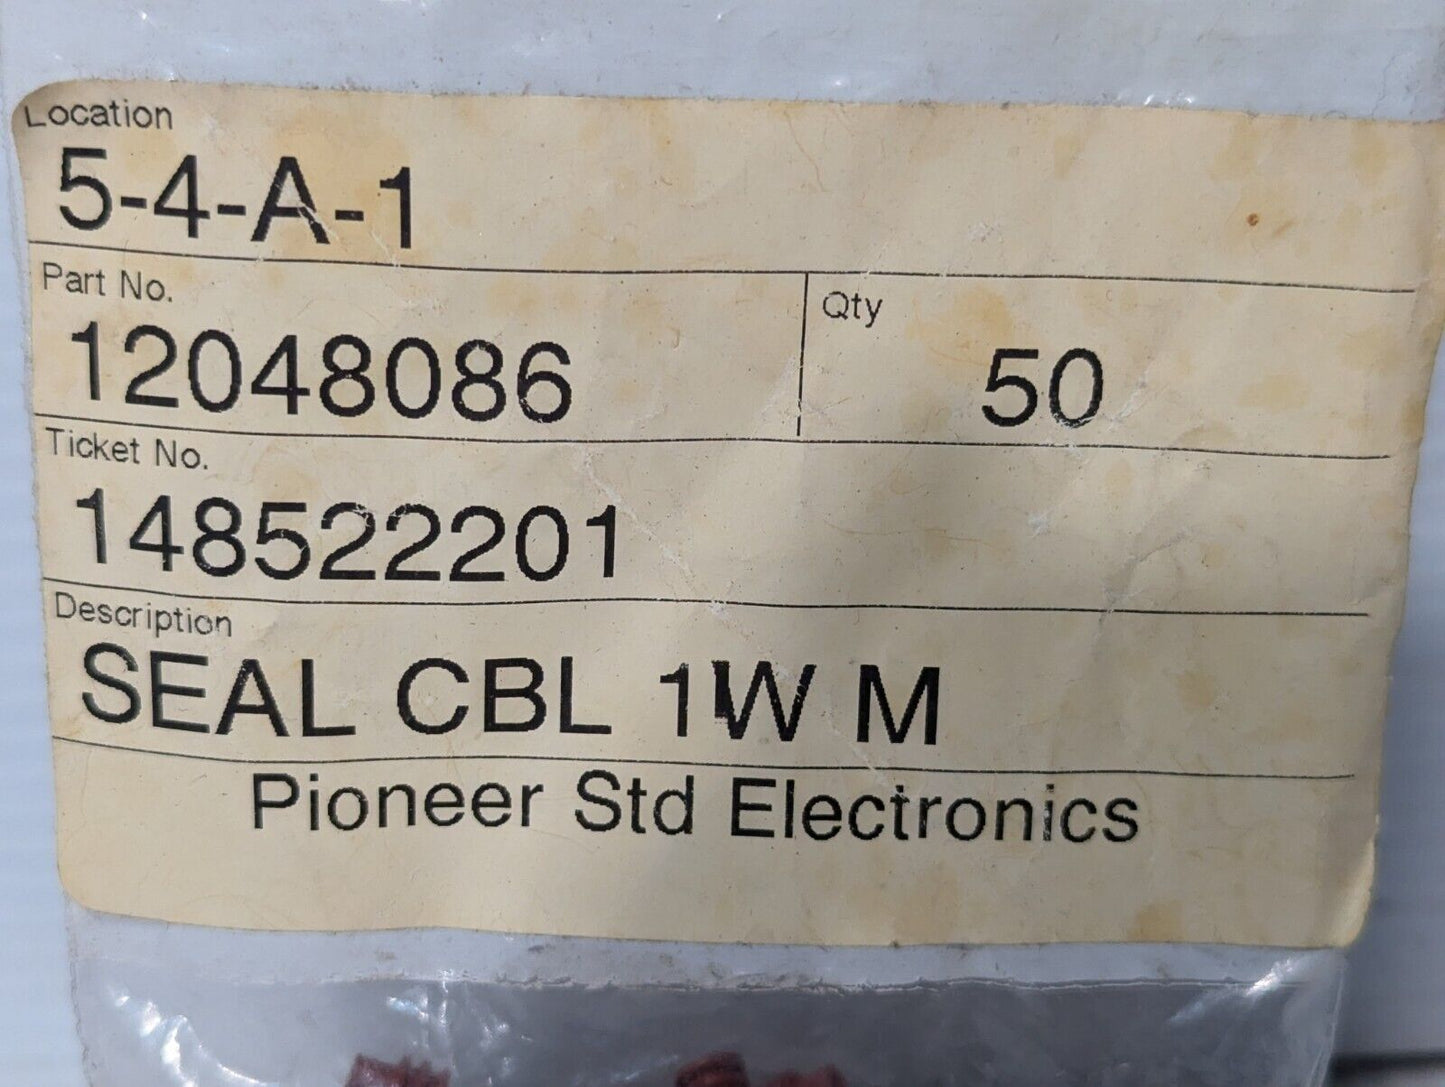 Location
5-4-A-1
Part No.
12048086
Qty
50
Ticket No.
148522201
Description
SEAL CBL 1W M
Pioneer Std Electronics